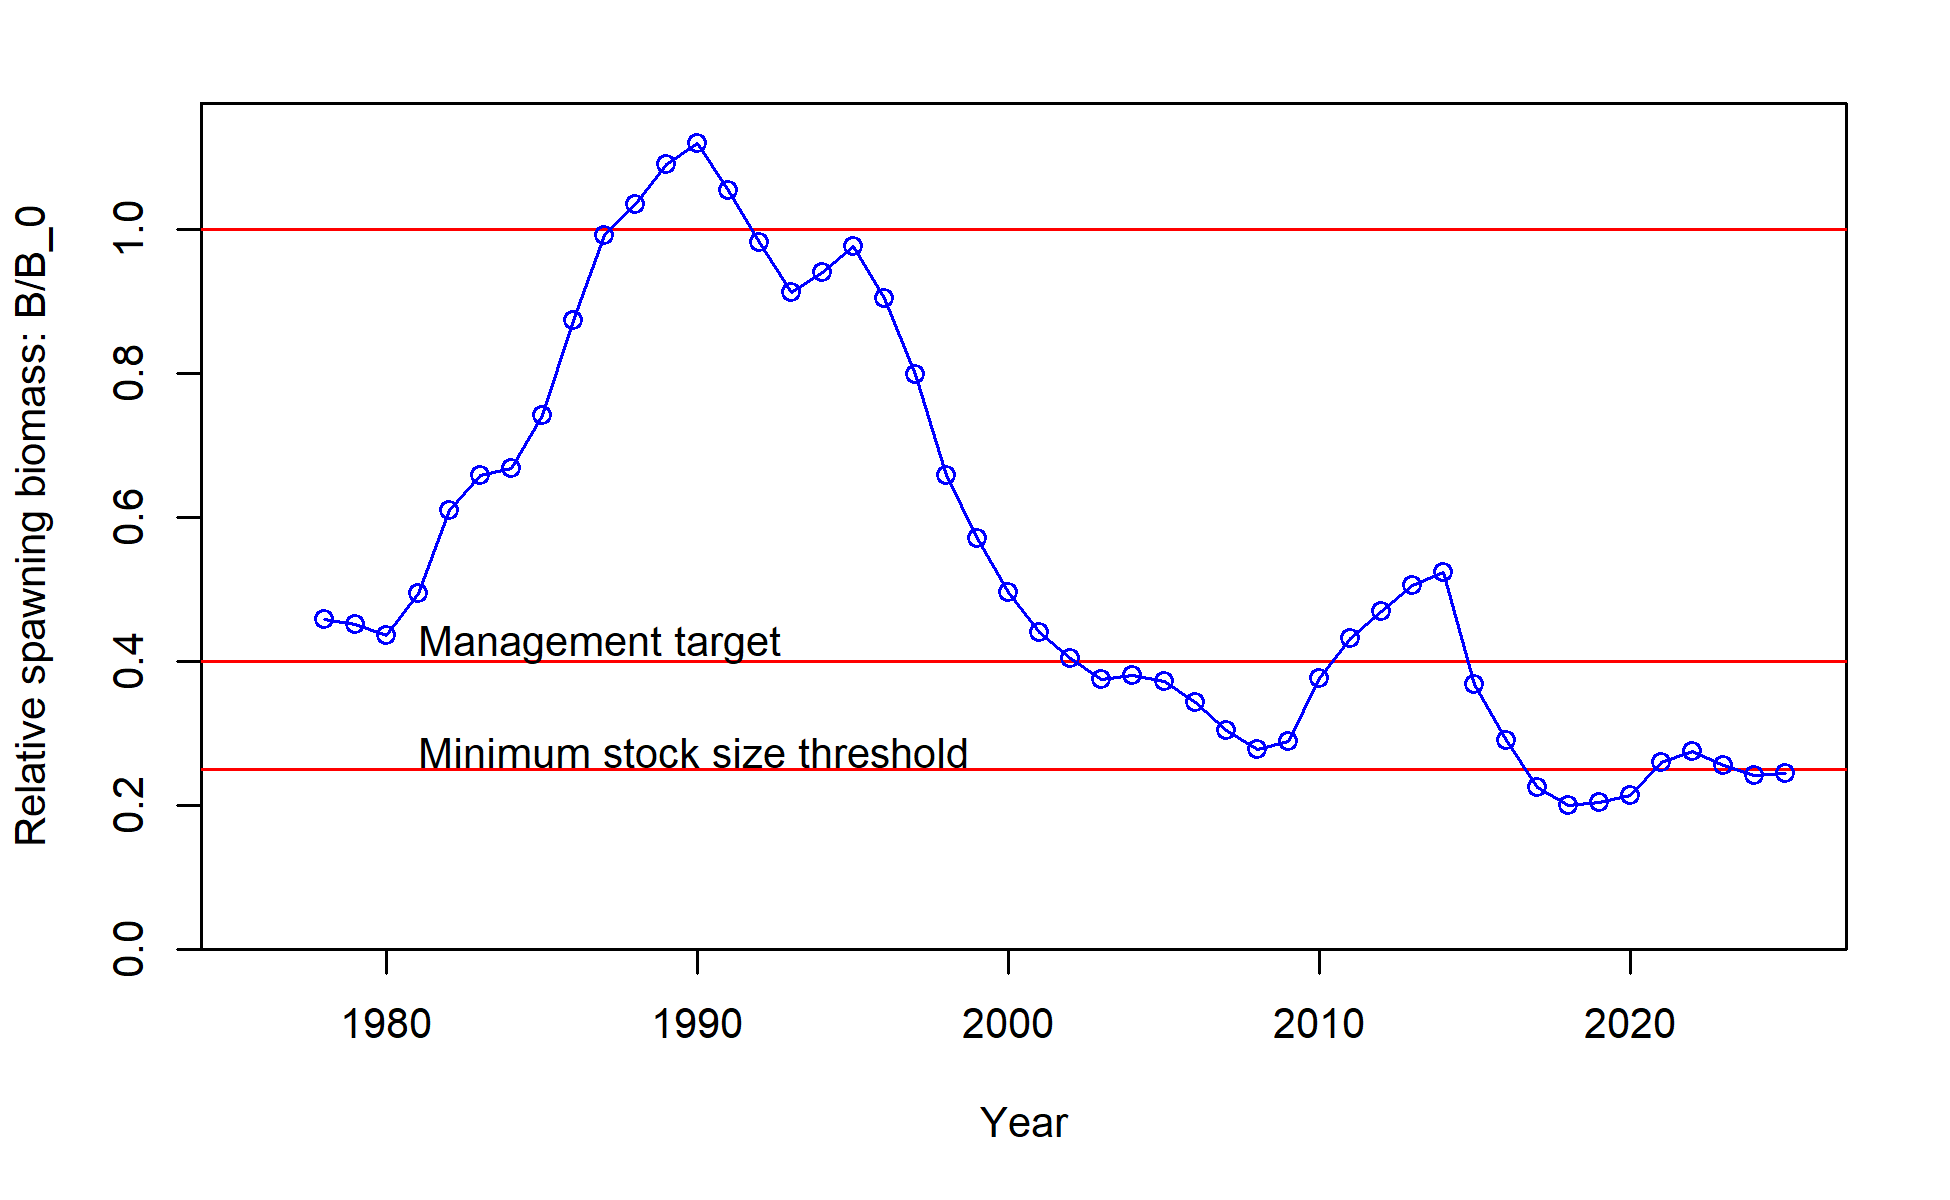 Relative spawning biomass: B/B_0
1.0
0.8
0.6
0.4
0.2
0.0
Management target
Minimum stock size threshold
1980 1990 2000 2010 2020
Year